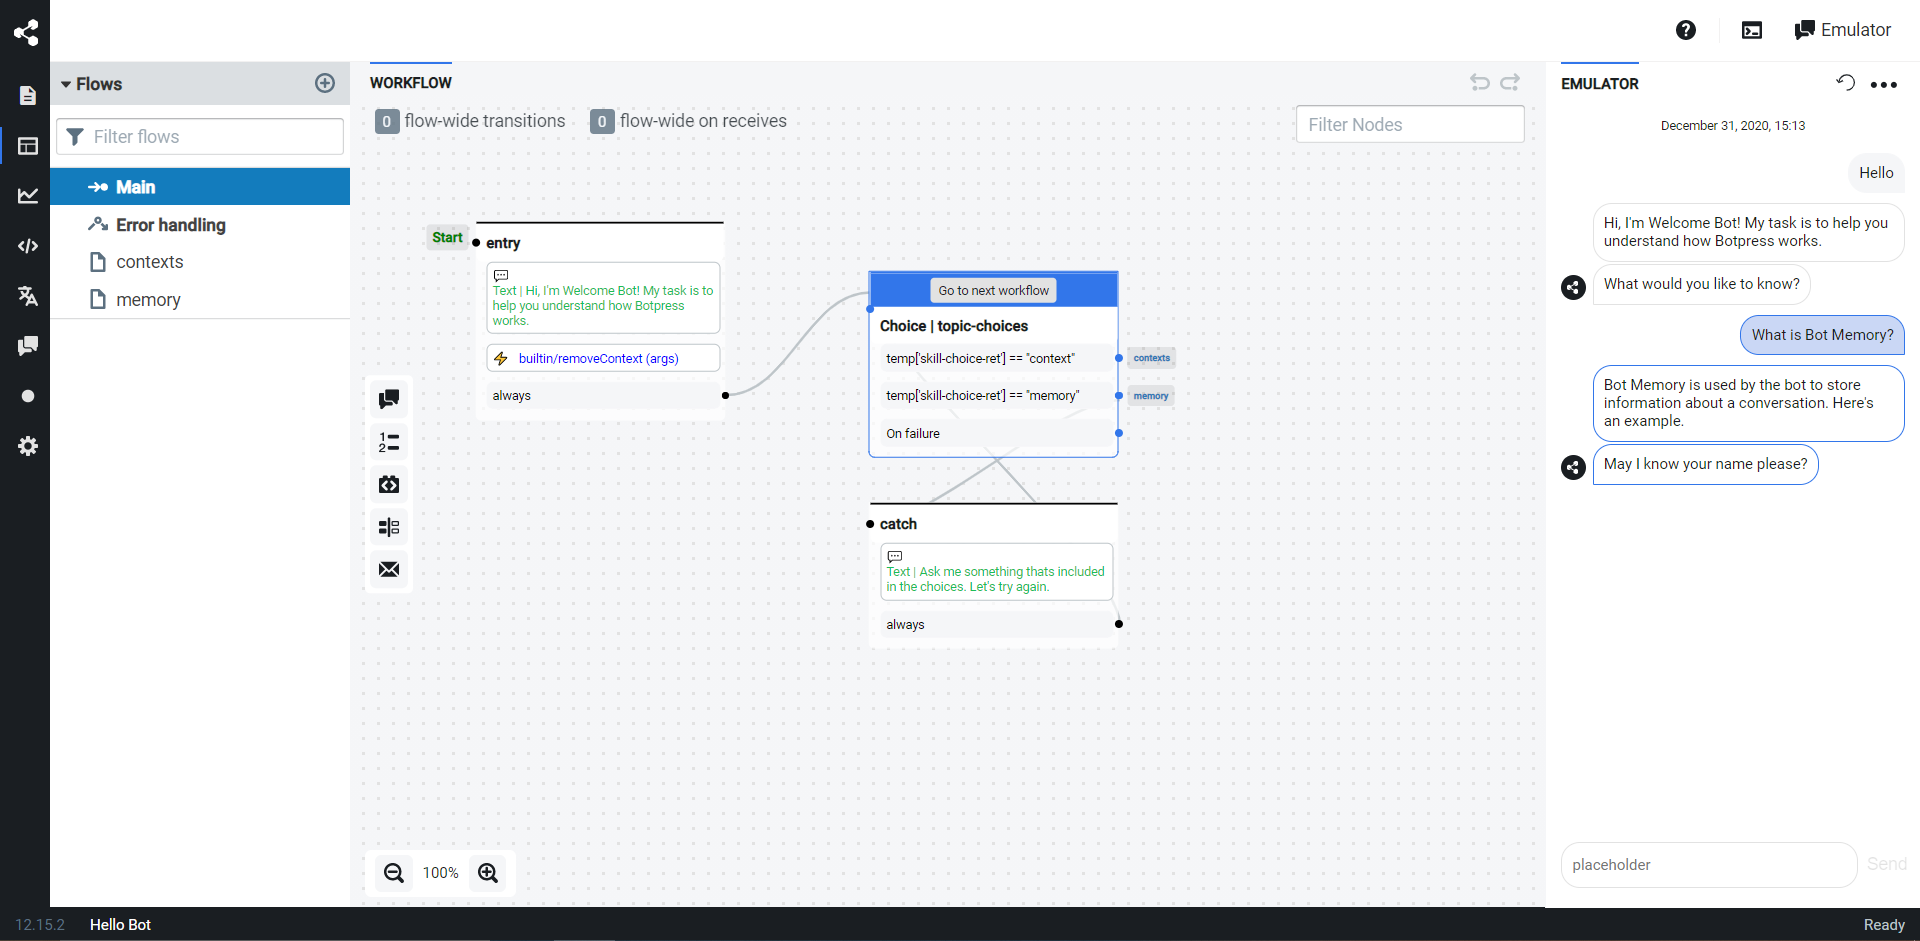 Emulator
Flows
Filter flows
Main
Error handling
contexts
memory
WORKFLOW
0 flow-wide transitions
0 flow-wide on receives
Filter Nodes
Start
entry
Text | Hi, I'm Welcome Bot! My task is to
help you understand how Botpress
works.
builtin/removeContext (args)
always
Go to next workflow
Choice | topic-choices
temp['skill-choice-ret'] == "context"
contexts
temp['skill-choice-ret'] == "memory"
memory
On failure
catch
Text | Ask me something thats included
in the choices. Let's try again.
always
1
2
100%
EMULATOR
December 31, 2020, 15:13
Hello
Hi, I'm Welcome Bot! My task is to help you
understand how Botpress works.
What would you like to know?
What is Bot Memory?
Bot Memory is used by the bot to store
information about a conversation. Here's
an example.
May I know your name please?
placeholder
Send
12.15.2
Hello Bot
Ready